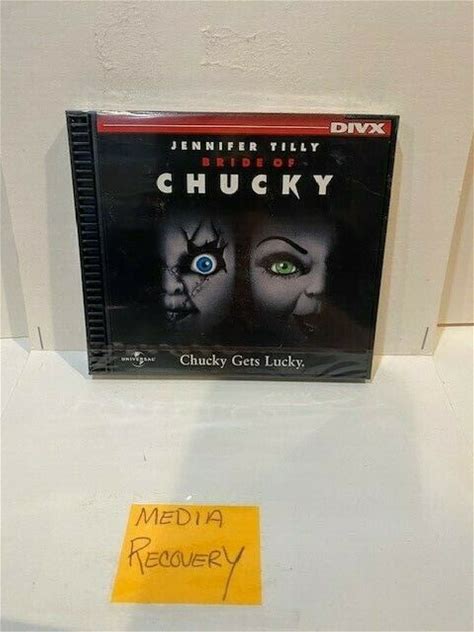 DIVX
JENNIFER TILLY
BRIDE OF
CHUCKY
UNIVERSAL
Chucky Gets Lucky.
MEDIA
RECOVERY